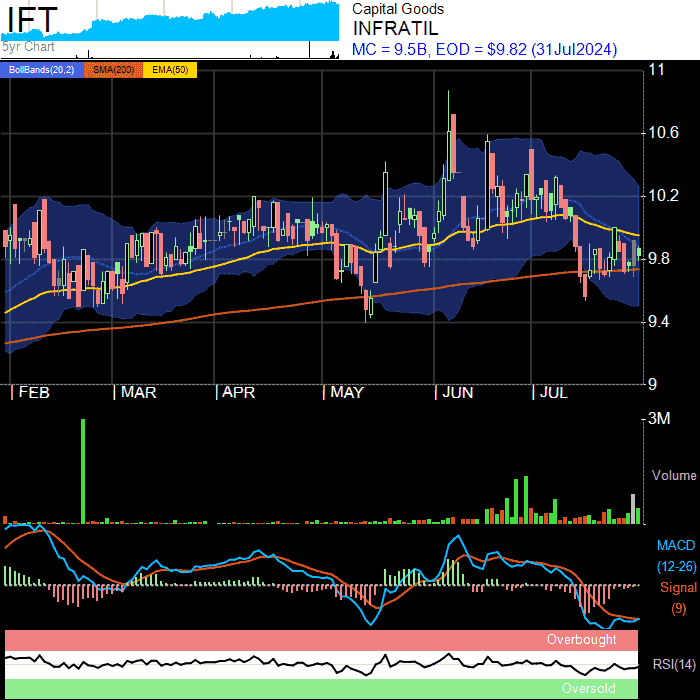 IFT
Capital Goods
INFRATIL
MC = 9.5B, EOD = $9.82 (31Jul2024)
5yr Chart
BollBands(20,2) SMA(200) EMA(50)
11
10.6
10.2
9.8
9.4
9
FEB MAR APR MAY JUN JUL
3M
Volume
MACD
(12-26)
Signal
(9)
Overbought
RSI(14)
Oversold